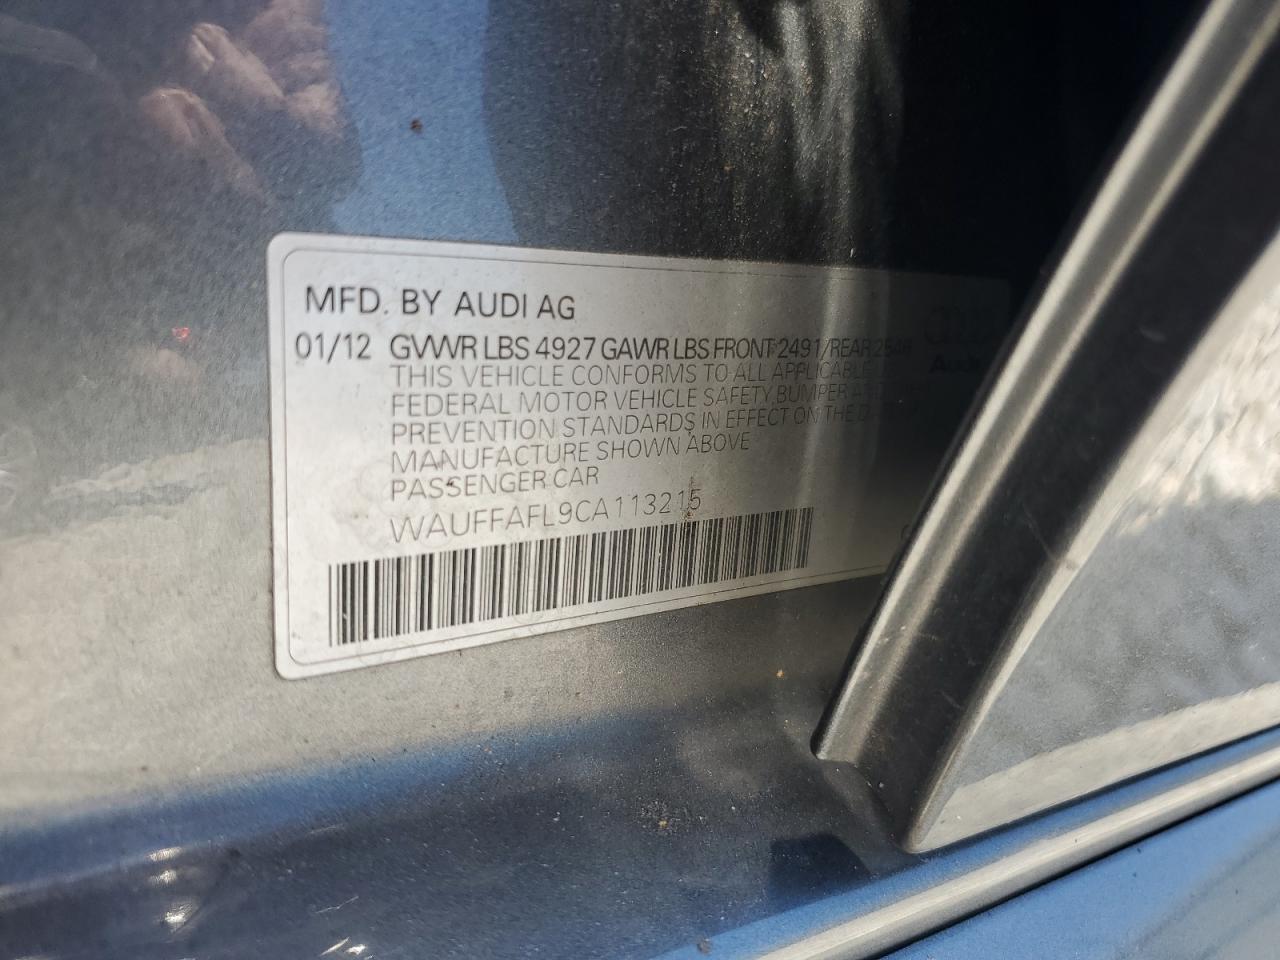 MFD. BY AUDI AG
01/12 GVWR LBS 4927 GAWR LBS FRONT 2491/REAR
THIS VEHICLE CONFORMS TO ALL APPLICABLE
FEDERAL MOTOR VEHICLE SAFETY, BUMPER
PREVENTION STANDARDS IN EFFECT ON THE
MANUFACTURE SHOWN ABOVE
PASSENGER CAR
WAUFFAFL9CA113215
Audi